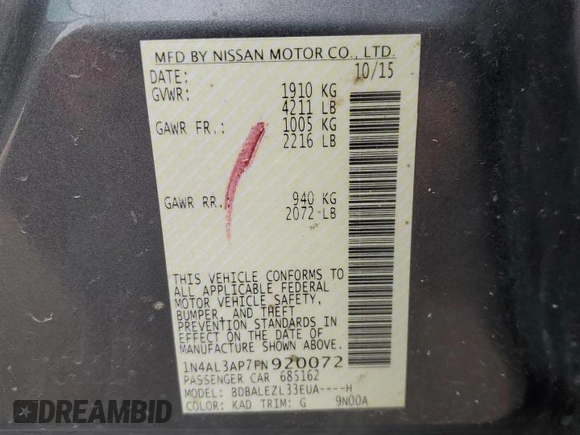 MFD BY NISSAN MOTOR CO., LTD.
DATE: 10/15
GVWR: 1910 KG
4211 LB
GAWR FR.: 1005 KG
2216 LB
GAWR RR.: 940 KG
2072 LB
THIS VEHICLE CONFORMS TO
ALL APPLICABLE FEDERAL
MOTOR VEHICLE SAFETY,
BUMPER, AND THEFT
PREVENTION STANDARDS IN
EFFECT ON THE DATE OF
MANUFACTURE SHOWN ABOVE.
1N4AL3AP7FN920072
PASSENGER CAR 685162
MODEL: BDBALEZL33EUA----H
COLOR: KAD TRIM: G 9N00A
DREAMBID